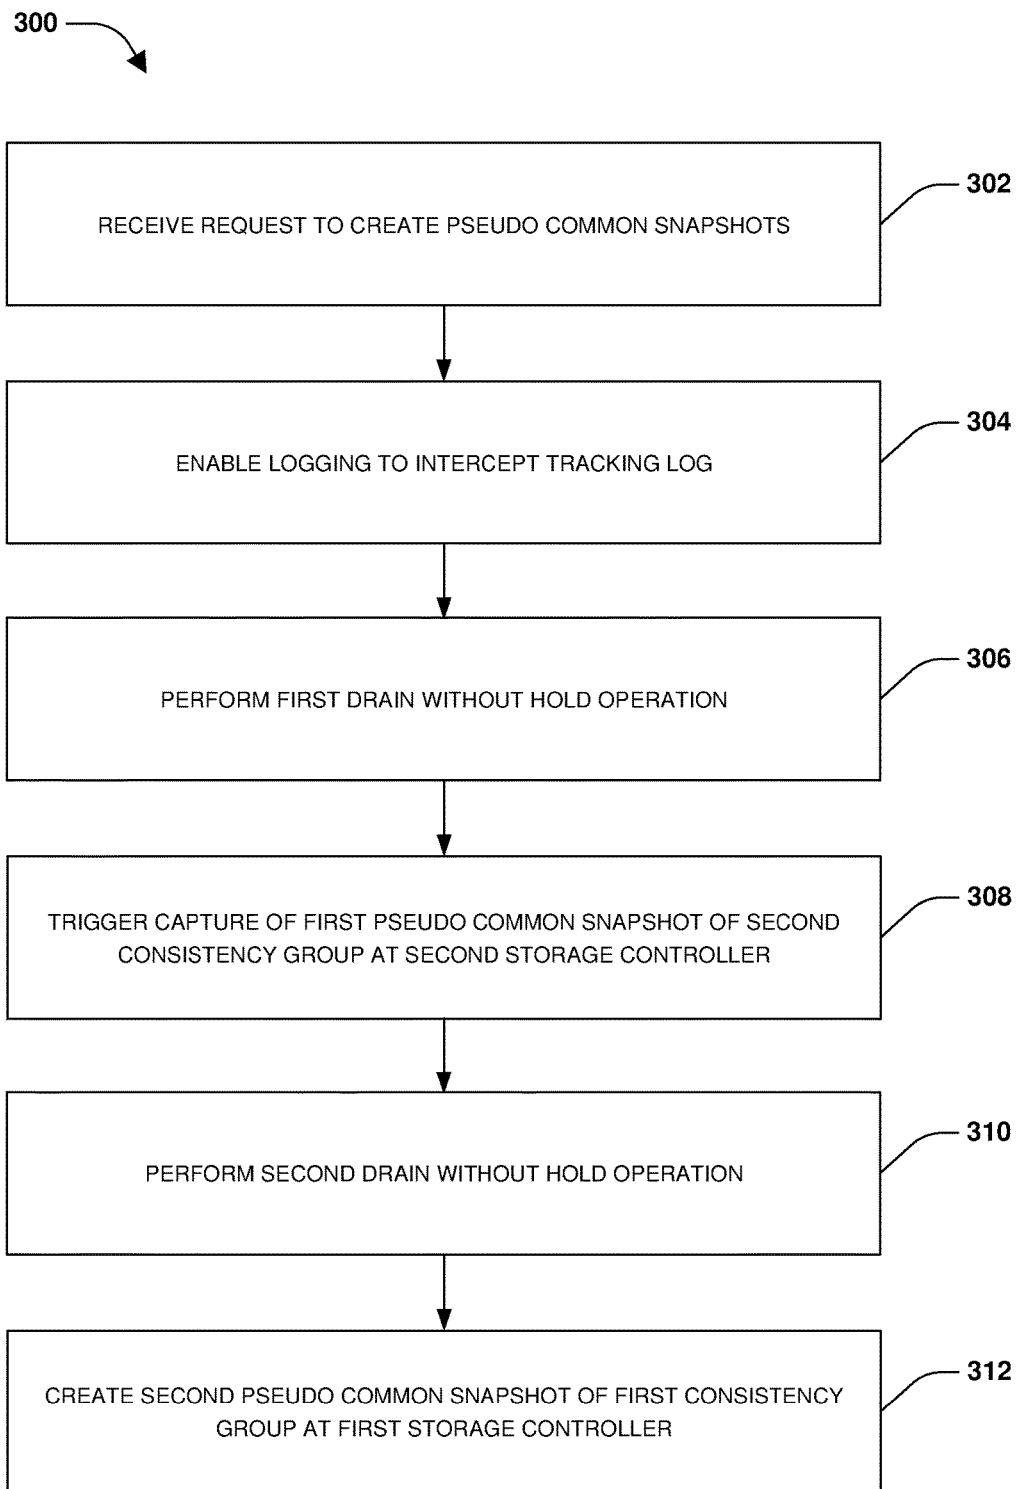 300
RECEIVE REQUEST TO CREATE PSEUDO COMMON SNAPSHOTS
302
ENABLE LOGGING TO INTERCEPT TRACKING LOG
304
PERFORM FIRST DRAIN WITHOUT HOLD OPERATION
306
TRIGGER CAPTURE OF FIRST PSEUDO COMMON SNAPSHOT OF SECOND
CONSISTENCY GROUP AT SECOND STORAGE CONTROLLER
308
PERFORM SECOND DRAIN WITHOUT HOLD OPERATION
310
CREATE SECOND PSEUDO COMMON SNAPSHOT OF FIRST CONSISTENCY
GROUP AT FIRST STORAGE CONTROLLER
312